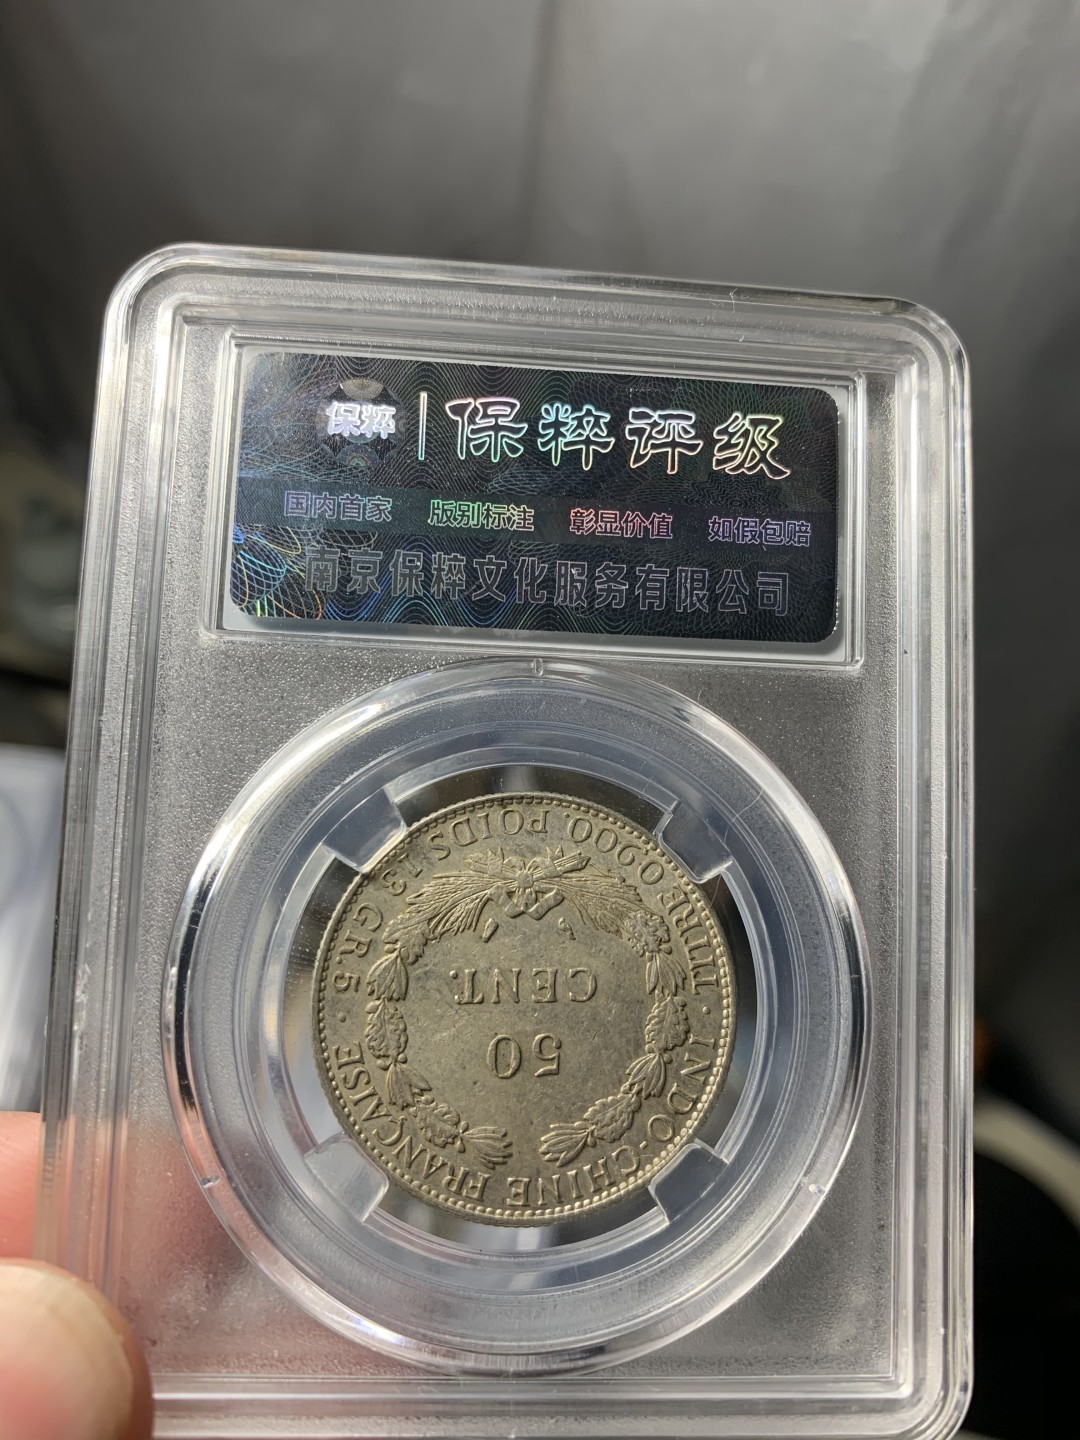 保粹 | 保粹评级
国内首家 版别标注 彰显价值 如假包赔
南京保粹文化服务有限公司
INDO-CHINE FRANÇAISE
50
CENT.
· TITRE 0.900. POIDS 13 GR. 5 ·